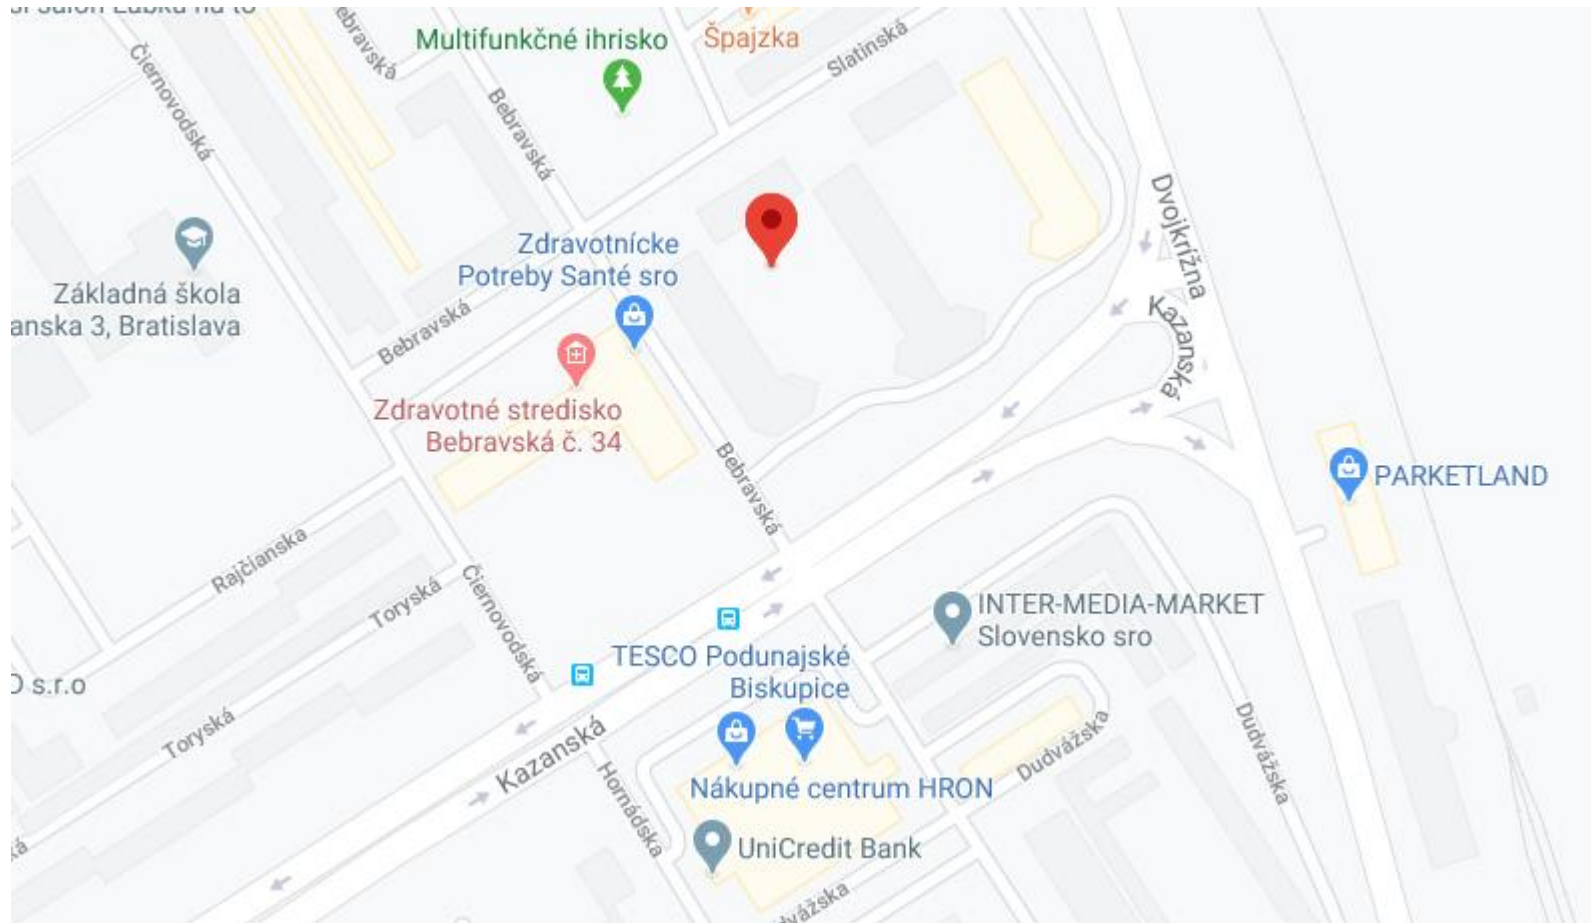 Multifunkčné ihrisko
Špajzka
Slatinská
Bebravská
Čiernovodská
Bebravská
Dvojkrížna
Základná škola
anska 3, Bratislava
Zdravotnícke
Potreby Santé sro
Bebravská
Kazanská
Zdravotné stredisko
Bebravská č. 34
Bebravská
PARKETLAND
Rajčianska
Toryská
Čiernovodská
INTER-MEDIA-MARKET
Slovensko sro
TESCO Podunajské
Biskupice
s.r.o
Toryská
Kazanská
Hornádska
Nákupné centrum HRON
Dudvážska
Dudvážska
UniCredit Bank
dvážska